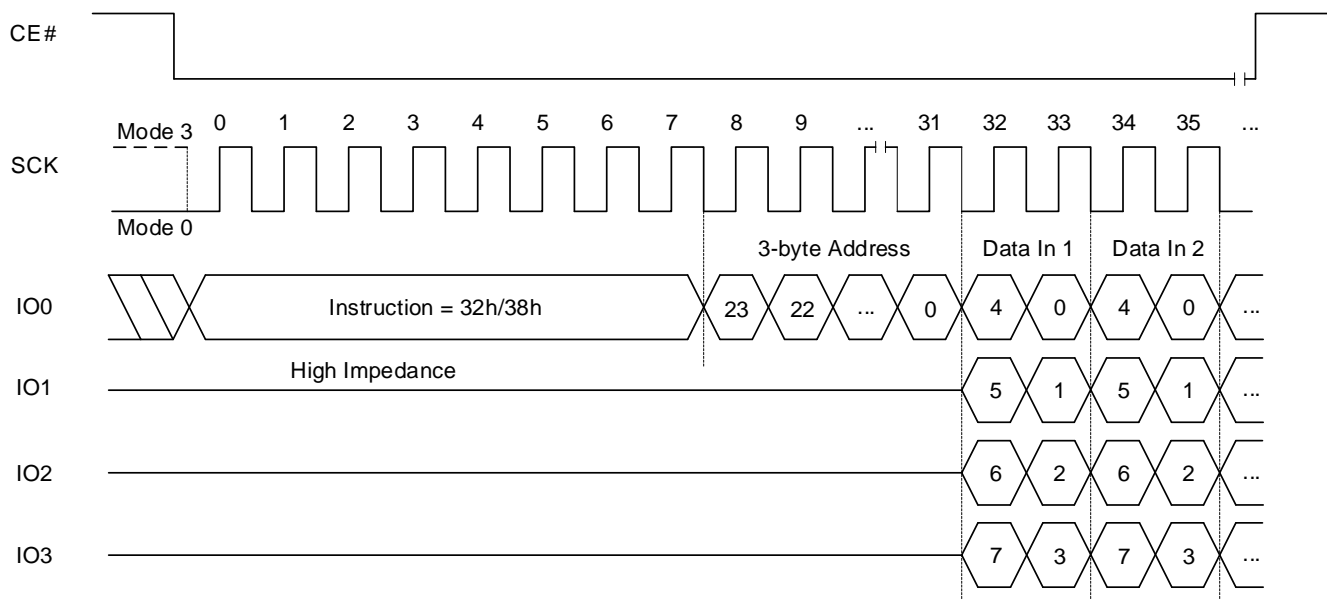 CE#
0 1 2 3 4 5 6 7 8 9 ... 31 32 33 34 35 ...
Mode 3
SCK
Mode 0
3-byte Address Data In 1 Data In 2
IO0 Instruction = 32h/38h 23 22 ... 0 4 0 4 0 ...
High Impedance
IO1 5 1 5 1 ...
IO2 6 2 6 2 ...
IO3 7 3 7 3 ...